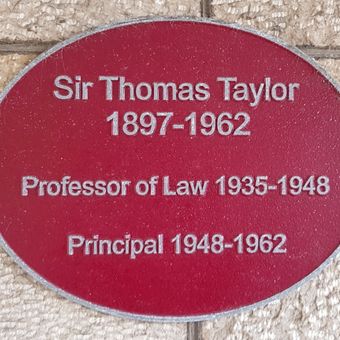 Sir Thomas Taylor
1897-1962
Professor of Law 1935-1948
Principal 1948-1962